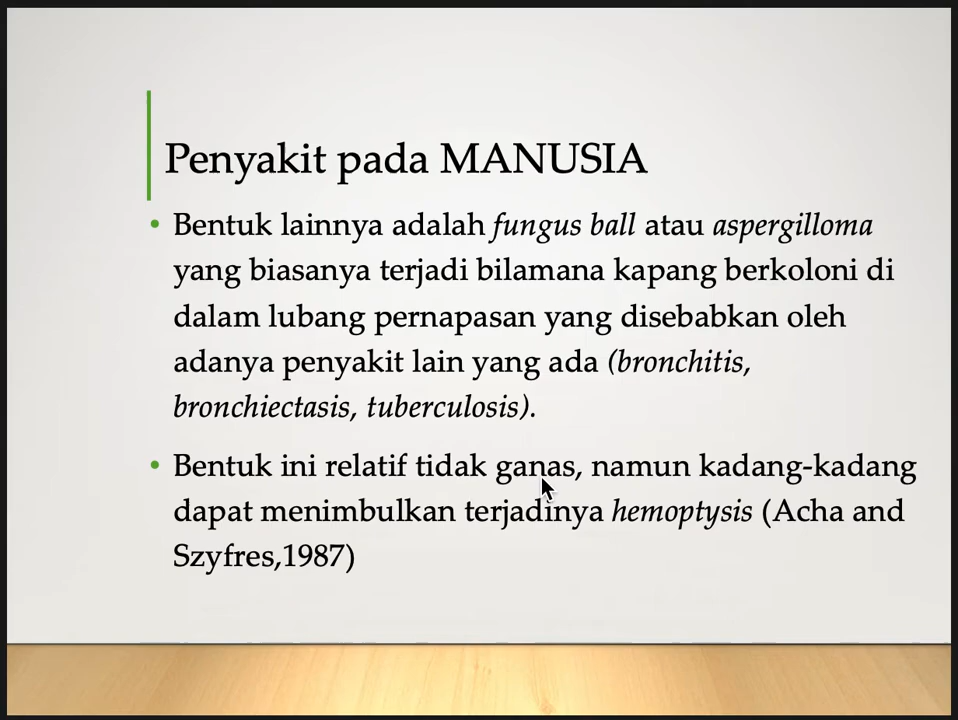 Penyakit pada MANUSIA
• Bentuk lainnya adalah fungus ball atau aspergilloma
yang biasanya terjadi bilamana kapang berkoloni di
dalam lubang pernapasan yang disebabkan oleh
adanya penyakit lain yang ada (bronchitis,
bronchiectasis, tuberculosis).
• Bentuk ini relatif tidak ganas, namun kadang-kadang
dapat menimbulkan terjadinya hemoptysis (Acha and
Szyfres,1987)